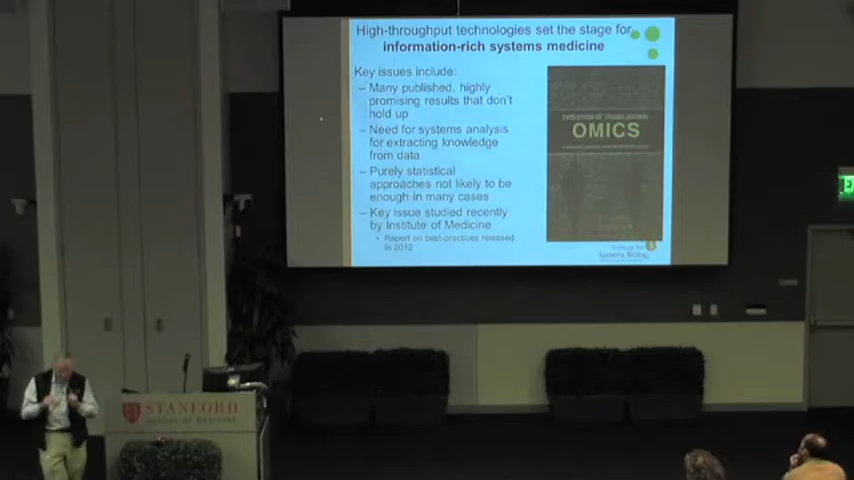 High-throughput technologies set the stage for
information-rich systems medicine
Key issues include:
– Many published, highly
promising results that don't
hold up
– Need for systems analysis
for extracting knowledge
from data
– Purely statistical
approaches not likely to be
enough in many cases
– Key issue studied recently
by Institute of Medicine
• Report on best-practices released
in 2012
EVOLUTION OF TRANSLATIONAL
OMICS
Institute for
Systems Biology
STANFORD
SCHOOL OF MEDICINE